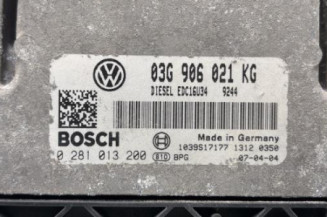 03G 906 021 KG
DIESEL EDC16U34 9244
BOSCH
Made in Germany
1039S17177 1312 0350
0 281 013 200 810 BPG 07-04-04